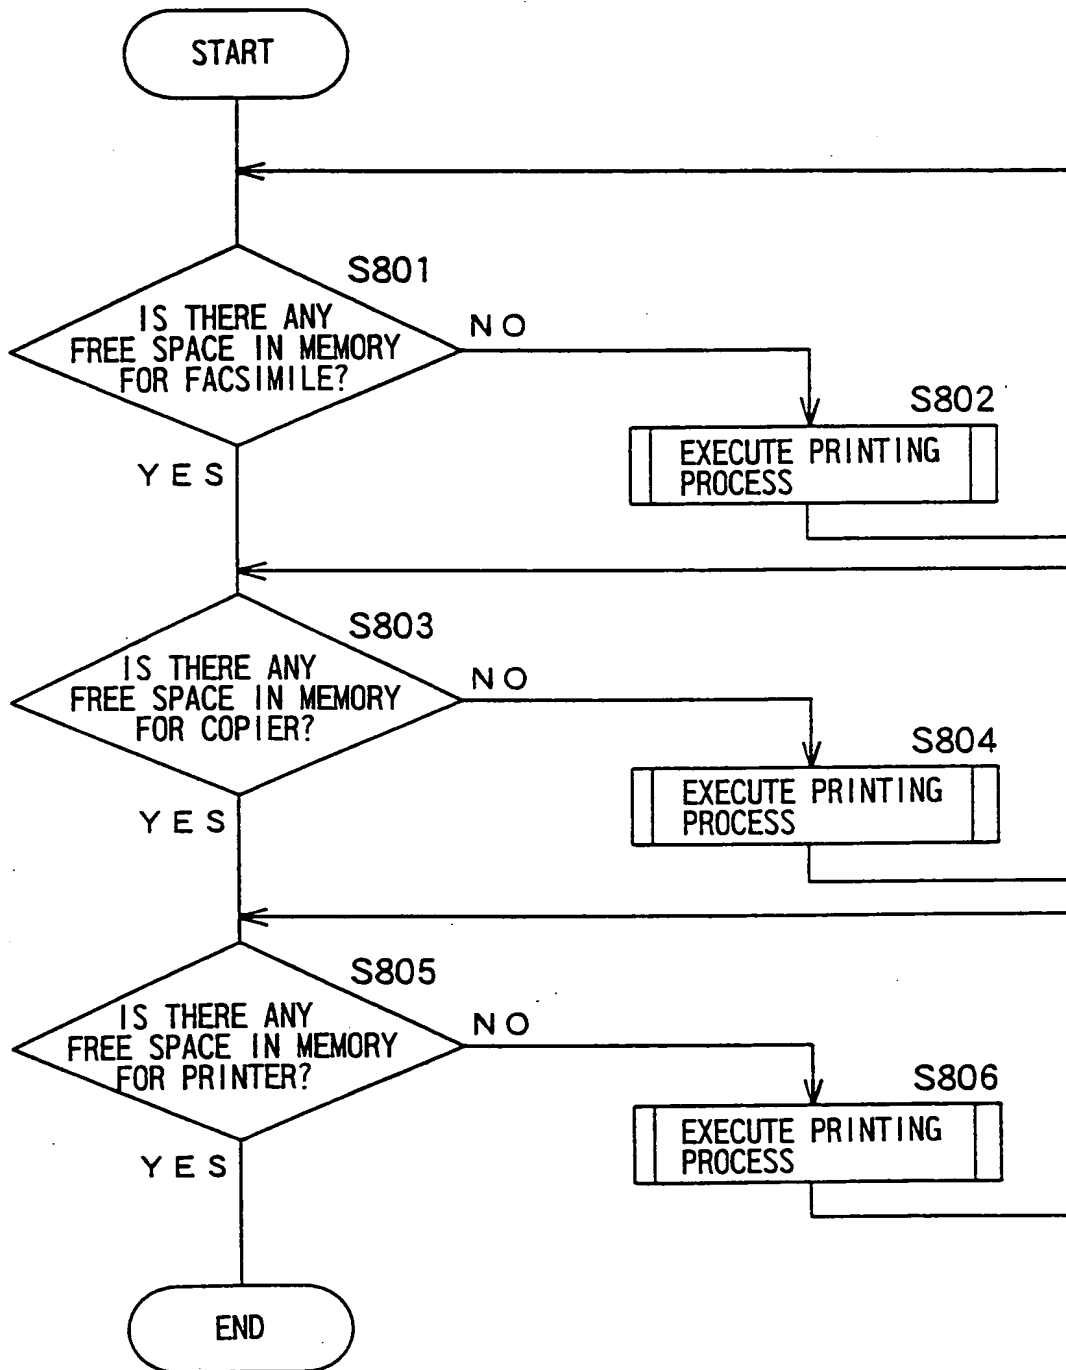 START
S801
IS THERE ANY
FREE SPACE IN MEMORY
FOR FACSIMILE?
NO
YES
S802
EXECUTE PRINTING
PROCESS
S803
IS THERE ANY
FREE SPACE IN MEMORY
FOR COPIER?
NO
YES
S804
EXECUTE PRINTING
PROCESS
S805
IS THERE ANY
FREE SPACE IN MEMORY
FOR PRINTER?
NO
YES
S806
EXECUTE PRINTING
PROCESS
END